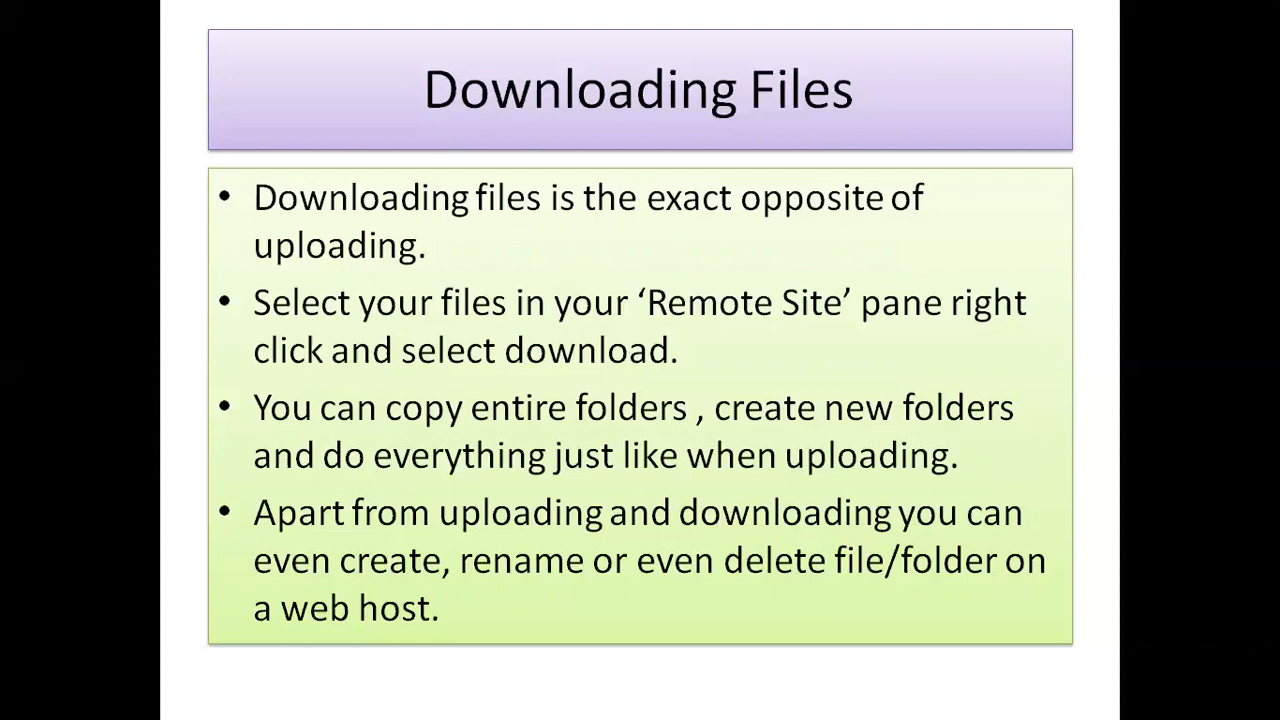 Downloading Files
• Downloading files is the exact opposite of
uploading.
• Select your files in your ‘Remote Site’ pane right
click and select download.
• You can copy entire folders , create new folders
and do everything just like when uploading.
• Apart from uploading and downloading you can
even create, rename or even delete file/folder on
a web host.